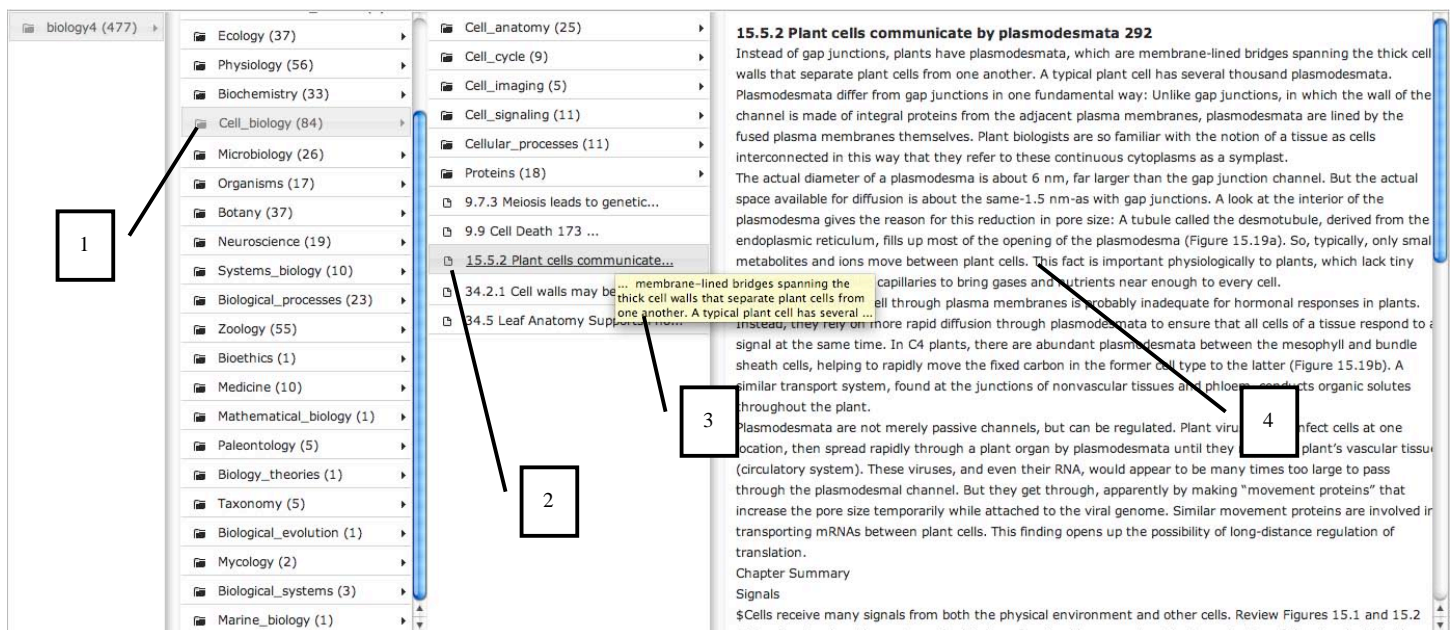 biology4 (477)
Ecology (37)
Physiology (56)
Biochemistry (33)
Cell_biology (84)
Microbiology (26)
Organisms (17)
Botany (37)
Neuroscience (19)
Systems_biology (10)
Biological_processes (23)
Zoology (55)
Bioethics (1)
Medicine (10)
Mathematical_biology (1)
Paleontology (5)
Biology_theories (1)
Taxonomy (5)
Biological_evolution (1)
Mycology (2)
Biological_systems (3)
Marine_biology (1)
Cell_anatomy (25)
Cell_cycle (9)
Cell_imaging (5)
Cell_signaling (11)
Cellular_processes (11)
Proteins (18)
9.7.3 Meiosis leads to genetic...
9.9 Cell Death 173 ...
15.5.2 Plant cells communicate...
34.2.1 Cell walls may be
34.5 Leaf Anatomy
... membrane-lined bridges spanning the
thick cell walls that separate plant cells from
one another. A typical plant cell has several ...
15.5.2 Plant cells communicate by plasmodesmata 292
Instead of gap junctions, plants have plasmodesmata, which are membrane-lined bridges spanning the thick cell
walls that separate plant cells from one another. A typical plant cell has several thousand plasmodesmata.
Plasmodesmata differ from gap junctions in one fundamental way: Unlike gap junctions, in which the wall of the
channel is made of integral proteins from the adjacent plasma membranes, plasmodesmata are lined by the
fused plasma membranes themselves. Plant biologists are so familiar with the notion of a tissue as cells
interconnected in this way that they refer to these continuous cytoplasms as a symplast.
The actual diameter of a plasmodesma is about 6 nm, far larger than the gap junction channel. But the actual
space available for diffusion is about the same-1.5 nm-as with gap junctions. A look at the interior of the
plasmodesma gives the reason for this reduction in pore size: A tubule called the desmotubule, derived from the
endoplasmic reticulum, fills up most of the opening of the plasmodesma (Figure 15.19a). So, typically, only smal
metabolites and ions move between plant cells. This fact is important physiologically to plants, which lack tiny
capillaries to bring gases and nutrients near enough to every cell.
ell through plasma membranes is probably inadequate for hormonal responses in plants.
Instead, they rely on more rapid diffusion through plasmodesmata to ensure that all cells of a tissue respond to a
signal at the same time. In C4 plants, there are abundant plasmodesmata between the mesophyll and bundle
sheath cells, helping to rapidly move the fixed carbon in the former cell type to the latter (Figure 15.19b). A
similar transport system, found at the junctions of nonvascular tissues and phloem, conducts organic solutes
throughout the plant.
Plasmodesmata are not merely passive channels, but can be regulated. Plant virus nfect cells at one
location, then spread rapidly through a plant organ by plasmodesmata until they plant's vascular tissue
(circulatory system). These viruses, and even their RNA, would appear to be many times too large to pass
through the plasmodesmal channel. But they get through, apparently by making "movement proteins" that
increase the pore size temporarily while attached to the viral genome. Similar movement proteins are involved in
transporting mRNAs between plant cells. This finding opens up the possibility of long-distance regulation of
translation.
Chapter Summary
Signals
$Cells receive many signals from both the physical environment and other cells. Review Figures 15.1 and 15.2
1
2
3
4